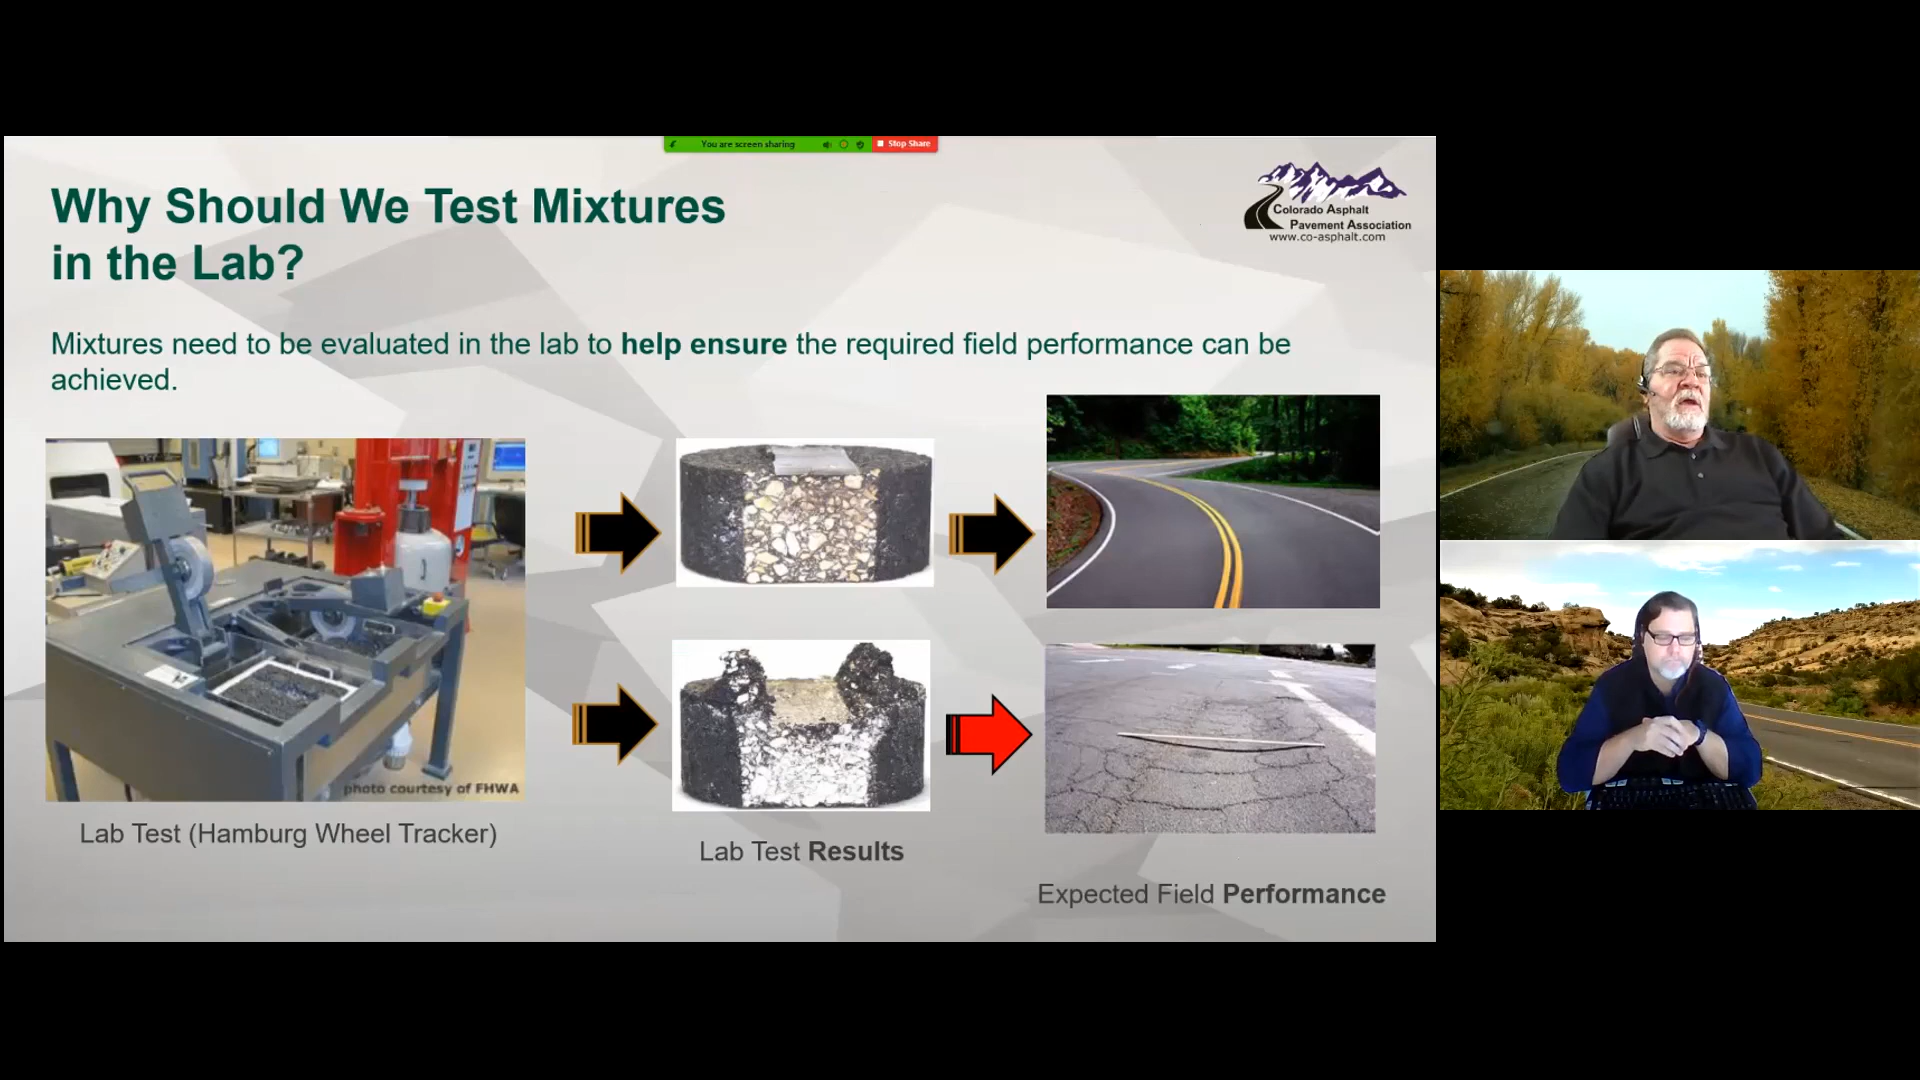 You are screen sharing
Stop Share
Why Should We Test Mixtures
in the Lab?
Colorado Asphalt
Pavement Association
www.co-asphalt.com
Mixtures need to be evaluated in the lab to help ensure the required field performance can be
achieved.
photo courtesy of FHWA
Lab Test (Hamburg Wheel Tracker)
Lab Test Results
Expected Field Performance